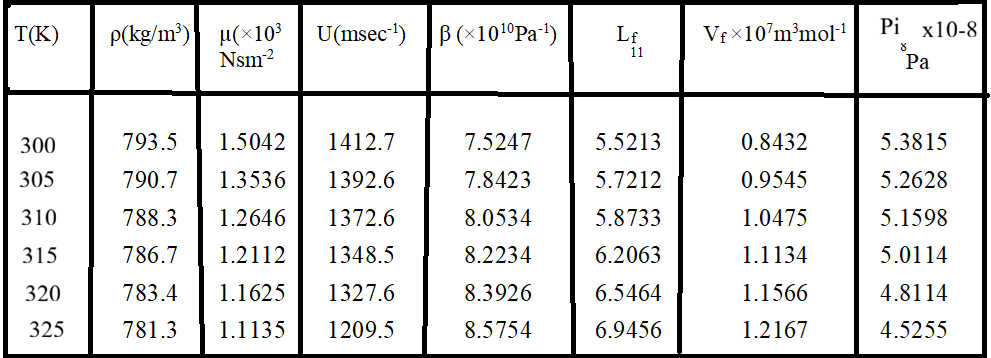 T(K) ρ(kg/m³) μ(×10³ Nsm⁻² U(msec⁻¹) β (×10¹⁰Pa⁻¹) Lf 11 Vf ×10⁷m³mol⁻¹ Pi ४ x10-8 Pa
300 793.5 1.5042 1412.7 7.5247 5.5213 0.8432 5.3815
305 790.7 1.3536 1392.6 7.8423 5.7212 0.9545 5.2628
310 788.3 1.2646 1372.6 8.0534 5.8733 1.0475 5.1598
315 786.7 1.2112 1348.5 8.2234 6.2063 1.1134 5.0114
320 783.4 1.1625 1327.6 8.3926 6.5464 1.1566 4.8114
325 781.3 1.1135 1209.5 8.5754 6.9456 1.2167 4.5255